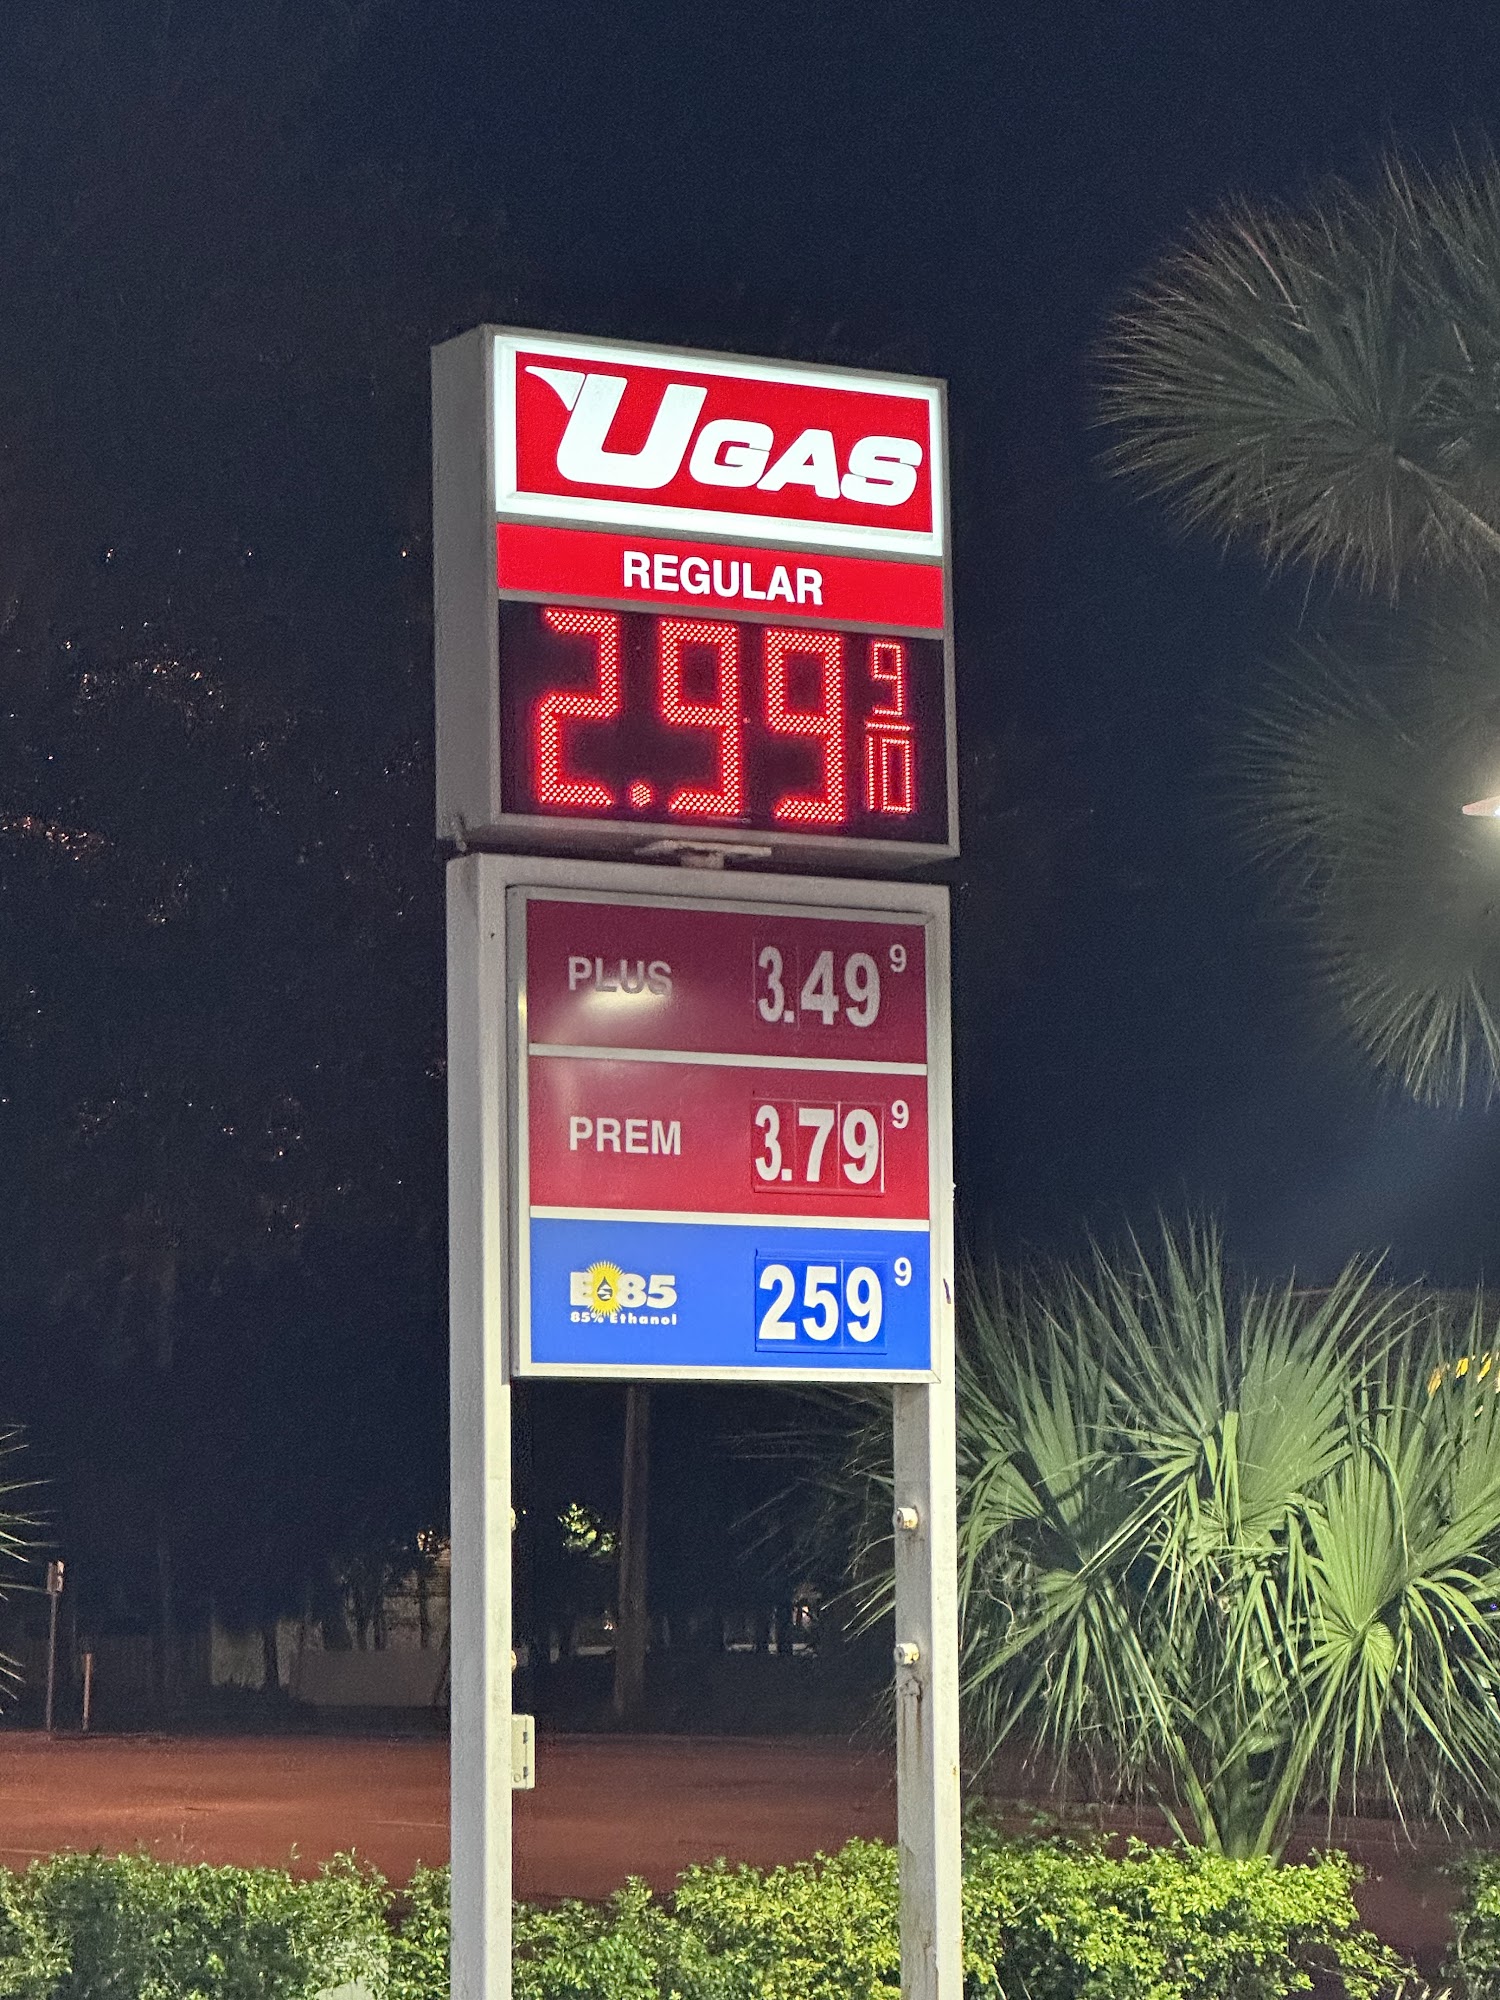 UGAS
REGULAR
2.99 9/10
PLUS 3.49 9
PREM 3.79 9
E85 259 9
85% Ethanol